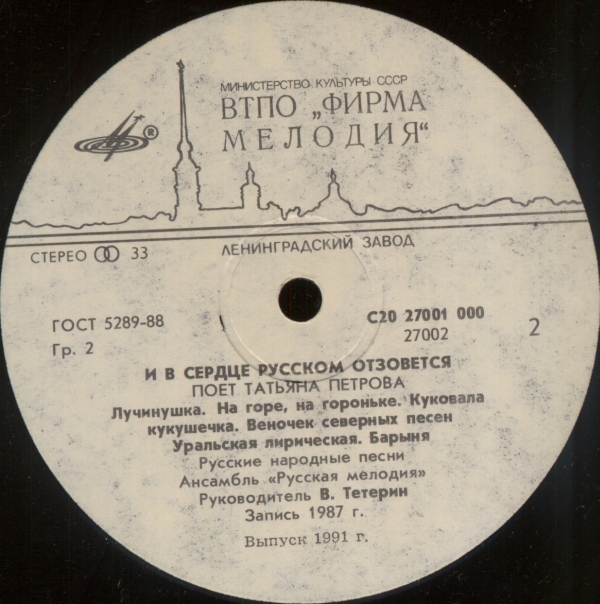 МИНИСТЕРСТВО КУЛЬТУРЫ СССР
ВТПО „ФИРМА
МЕЛОДИЯ“
®
СТЕРЕО 33
ЛЕНИНГРАДСКИЙ ЗАВОД
ГОСТ 5289-88
Гр. 2
С20 27001 000
27002
2
И В СЕРДЦЕ РУССКОМ ОТЗОВЕТСЯ
ПОЕТ ТАТЬЯНА ПЕТРОВА
Лучинушка. На горе, на гороньке. Куковала
кукушечка. Веночек северных песен
Уральская лирическая. Барыня
Русские народные песни
Ансамбль «Русская мелодия»
Руководитель В. Тетерин
Запись 1987 г.
Выпуск 1991 г.